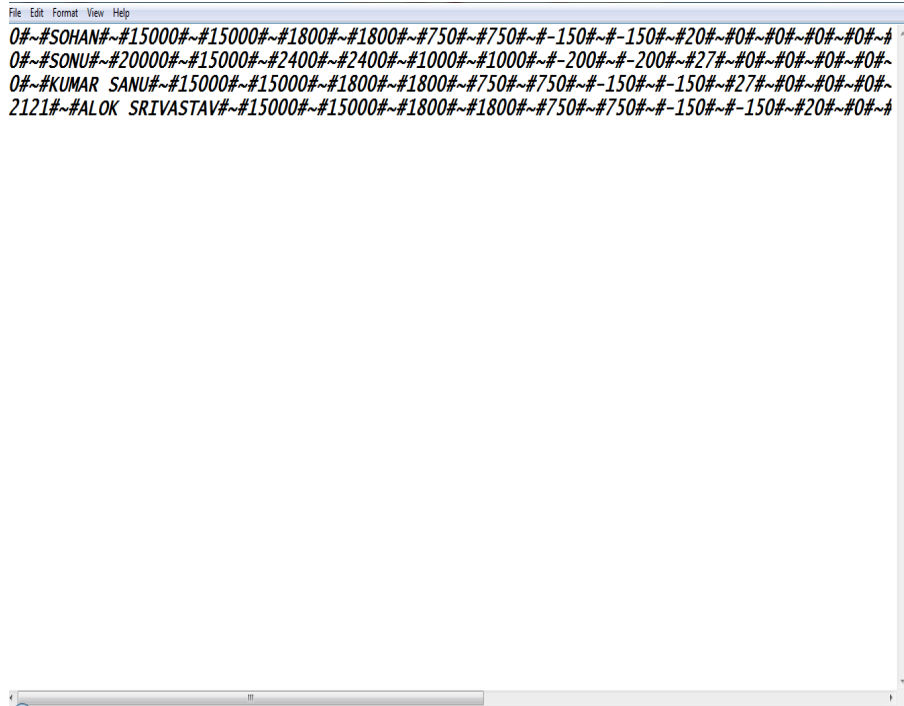 File Edit Format View Help
0#~#SOHAN#~#15000#~#15000#~#1800#~#1800#~#750#~#750#~#-150#~#-150#~#20#~#0#~#0#~#0#~#0#~#
0#~#SONU#~#20000#~#15000#~#2400#~#2400#~#1000#~#1000#~#-200#~#-200#~#27#~#0#~#0#~#0#~#0#~
0#~#KUMAR SANU#~#15000#~#15000#~#1800#~#1800#~#750#~#750#~#-150#~#-150#~#27#~#0#~#0#~#0#~
2121#~#ALOK SRIVASTAV#~#15000#~#15000#~#1800#~#1800#~#750#~#750#~#-150#~#-150#~#20#~#0#~#